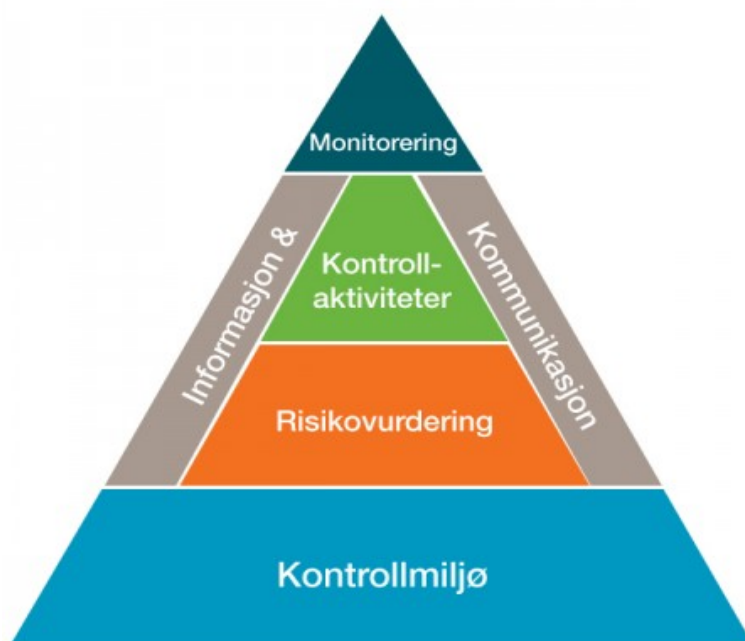 Monitorering
Informasjon &
Kommunikasjon
Kontroll-
aktiviteter
Risikovurdering
Kontrollmiljø